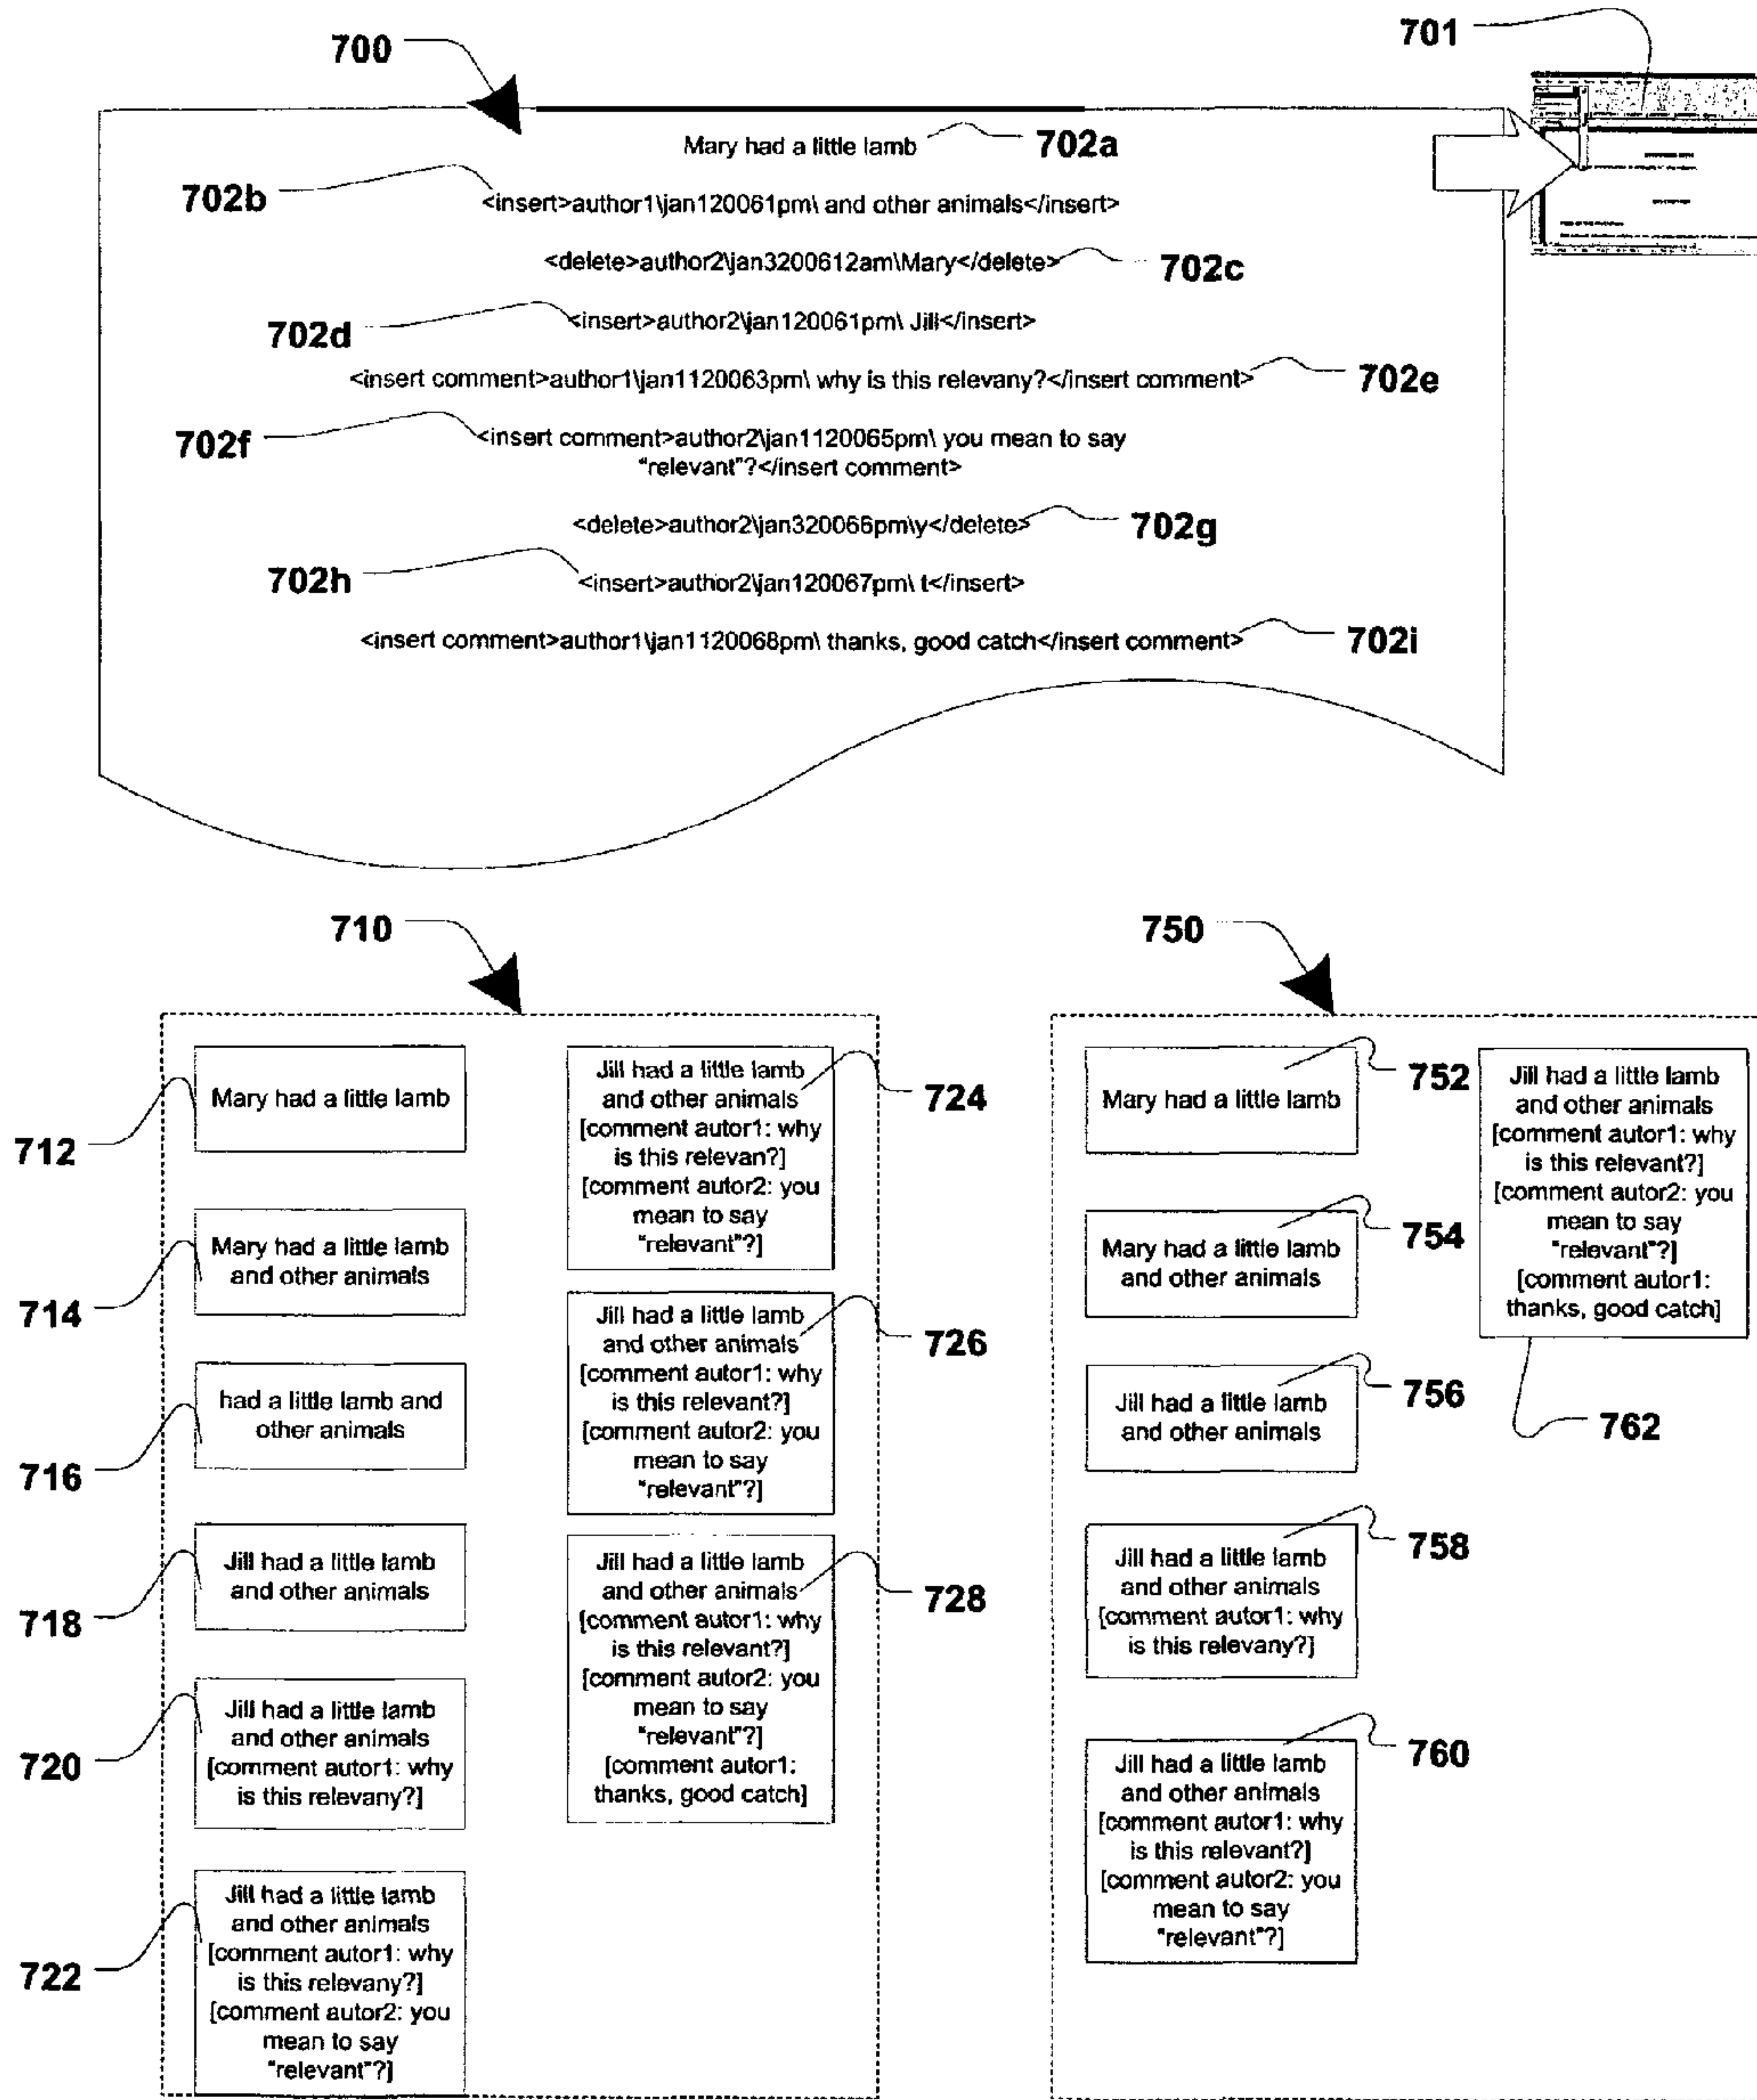 700
701
Mary had a little lamb
702a
702b
<insert>author1\jan120061pm\ and other animals</insert>
<delete>author2\jan3200612am\Mary</delete>
702c
702d
<insert>author2\jan120061pm\ Jill</insert>
<insert comment>author1\jan1120063pm\ why is this relevany?</insert comment>
702e
702f
<insert comment>author2\jan1120065pm\ you mean to say
"relevant"?</insert comment>
<delete>author2\jan320066pm\y</delete>
702g
702h
<insert>author2\jan120067pm\ t</insert>
<insert comment>author1\jan1120068pm\ thanks, good catch</insert comment>
702i
710
712
Mary had a little lamb
714
Mary had a little lamb
and other animals
716
had a little lamb and
other animals
718
Jill had a little lamb
and other animals
720
Jill had a little lamb
and other animals
[comment autor1: why
is this relevany?]
722
Jill had a little lamb
and other animals
[comment autor1: why
is this relevany?]
[comment autor2: you
mean to say
"relevant"?]
Jill had a little lamb
and other animals
[comment autor1: why
is this relevan?]
[comment autor2: you
mean to say
"relevant"?]
724
Jill had a little lamb
and other animals
[comment autor1: why
is this relevant?]
[comment autor2: you
mean to say
"relevant"?]
726
Jill had a little lamb
and other animals
[comment autor1: why
is this relevant?]
[comment autor2: you
mean to say
"relevant"?]
[comment autor1:
thanks, good catch]
728
750
Mary had a little lamb
752
Mary had a little lamb
and other animals
754
Jill had a little lamb
and other animals
756
Jill had a little lamb
and other animals
[comment autor1: why
is this relevany?]
758
Jill had a little lamb
and other animals
[comment autor1: why
is this relevant?]
[comment autor2: you
mean to say
"relevant"?]
760
Jill had a little lamb
and other animals
[comment autor1: why
is this relevant?]
[comment autor2: you
mean to say
"relevant"?]
[comment autor1:
thanks, good catch]
762